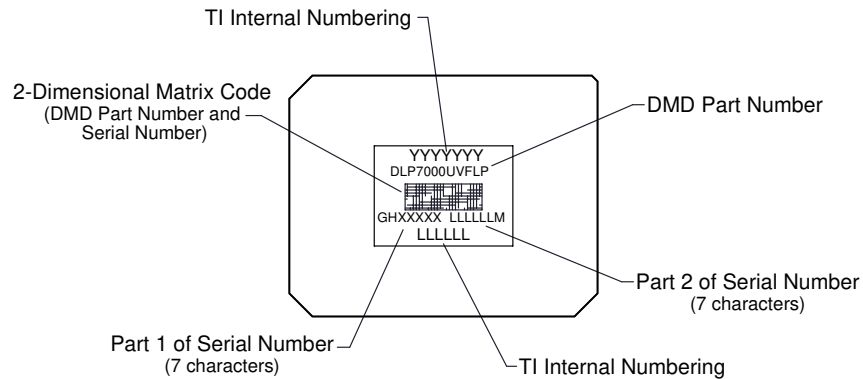 TI Internal Numbering
2-Dimensional Matrix Code
(DMD Part Number and
Serial Number)
DMD Part Number
YYYYYYY
DLP7000UVFLP
GHXXXXX LLLLLLM
LLLLLL
Part 2 of Serial Number
(7 characters)
Part 1 of Serial Number
(7 characters)
TI Internal Numbering